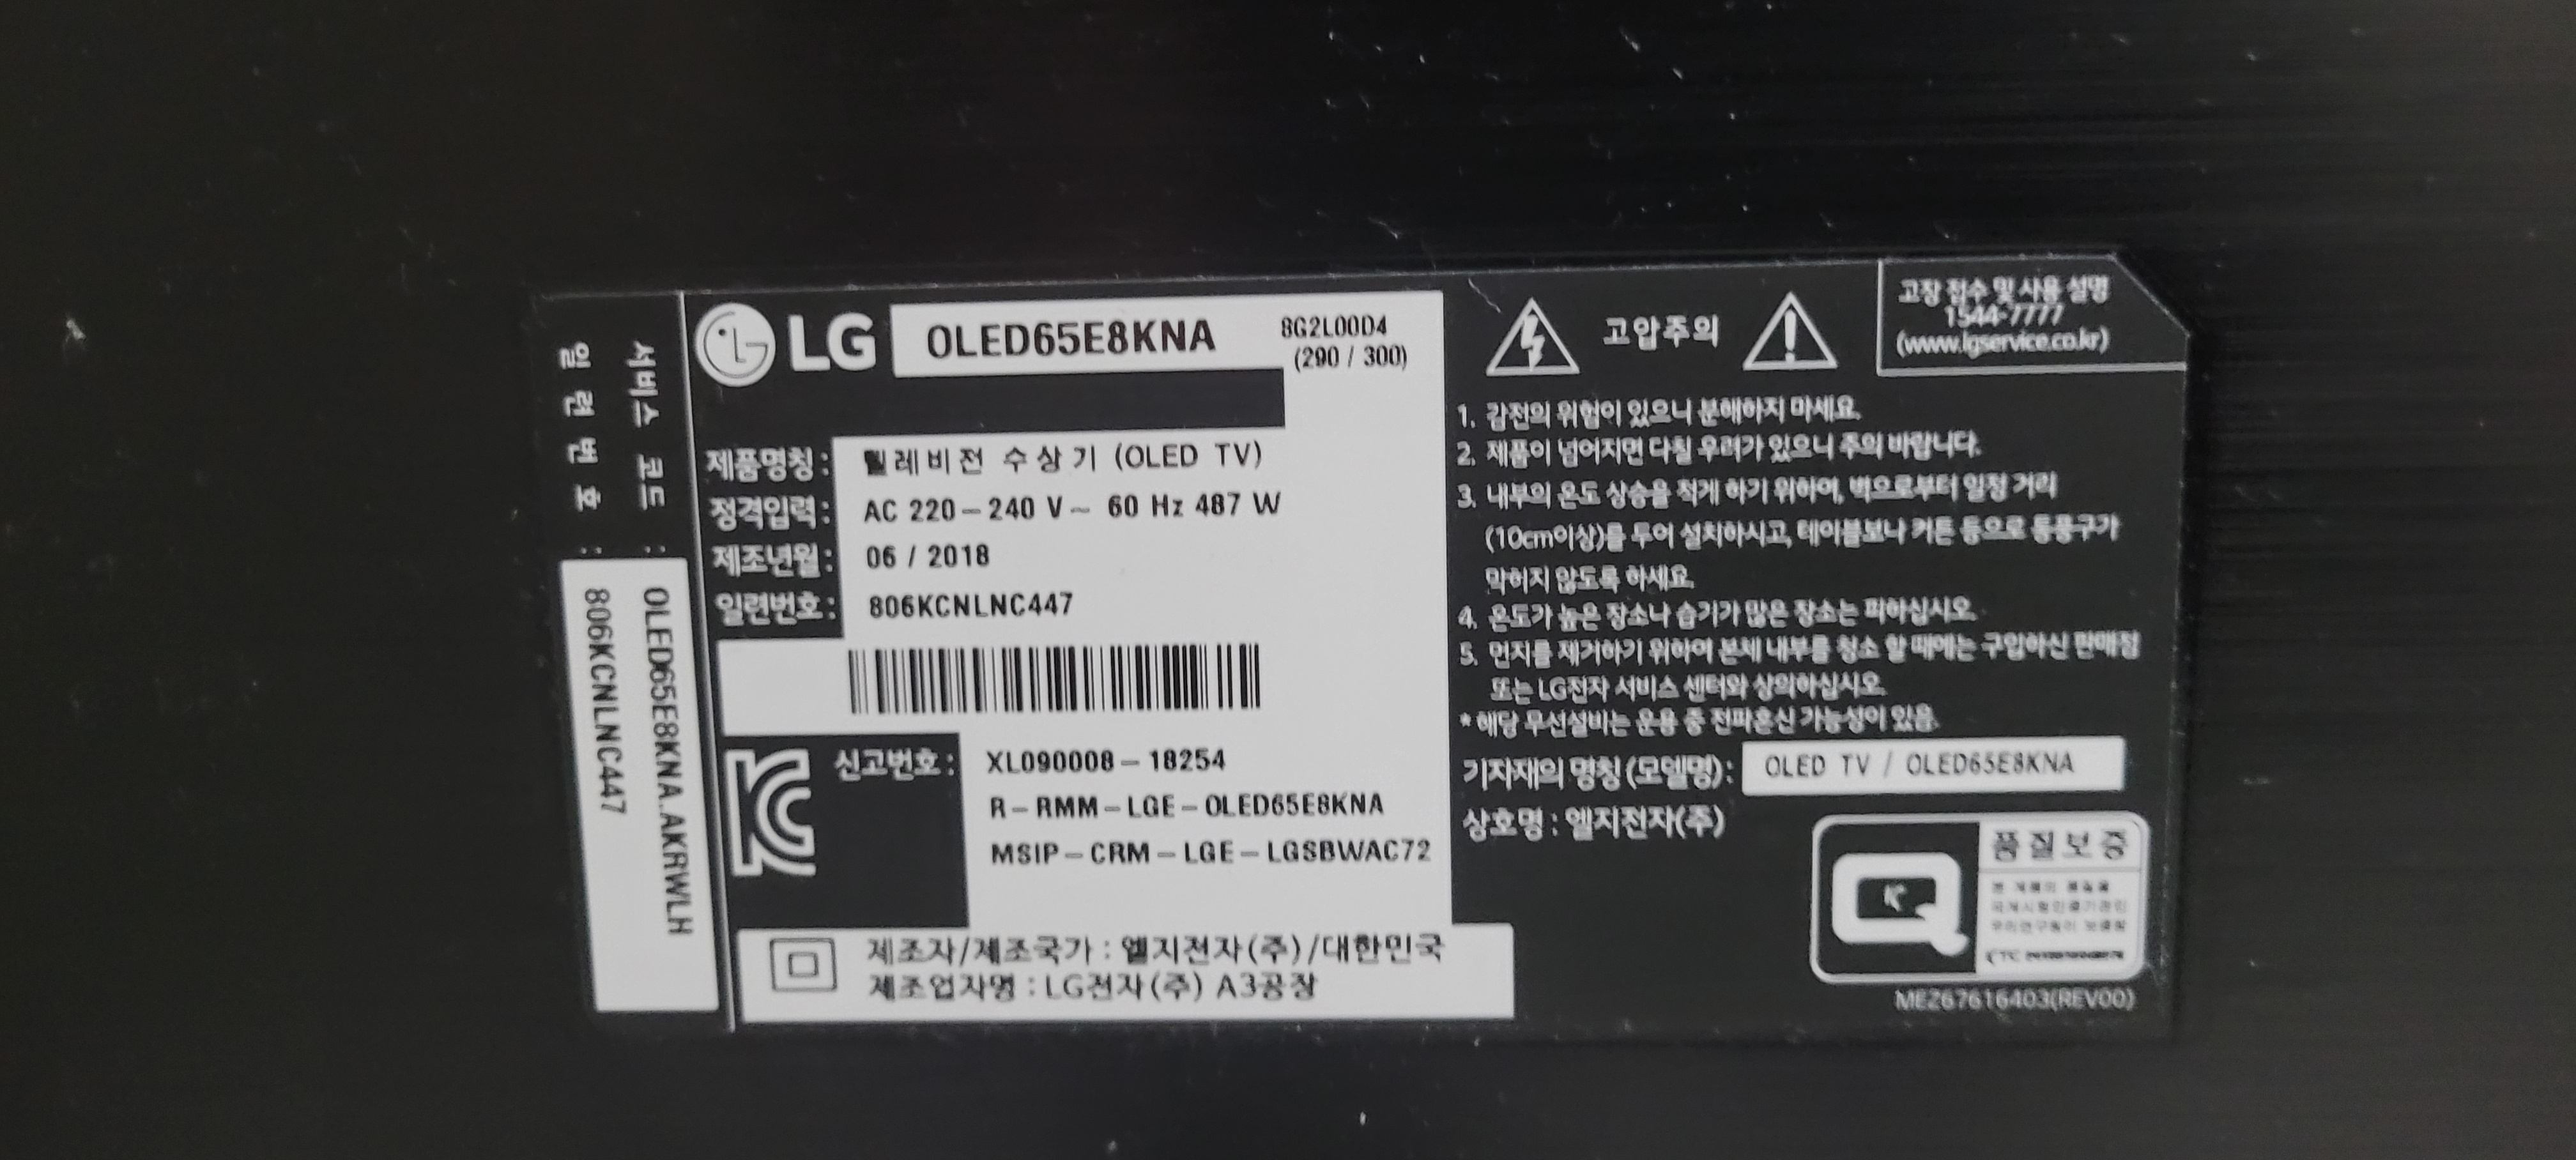 서비스 코드 : OLED65E8KNA.AKRWLH
일련번호 : 806KCNLNC447
LG OLED65E8KNA
8G2L00D4
(290 / 300)
제품명칭 : 텔레비전 수상기 (OLED TV)
정격입력 : AC 220-240 V~ 60 Hz 487 W
제조년월 : 06 / 2018
일련번호 : 806KCNLNC447
신고번호 : XL090008-18254
R-RMM-LGE-OLED65E8KNA
MSIP-CRM-LGE-LGSBWAC72
제조자/제조국가 : 엘지전자(주)/대한민국
제조업자명 : LG전자(주) A3공장
고압주의
고장 접수 및 사용 설명
1544-7777
(www.lgservice.co.kr)
1. 감전의 위험이 있으니 분해하지 마세요.
2. 제품이 넘어지면 다칠 우려가 있으니 주의 바랍니다.
3. 내부의 온도 상승을 적게 하기 위하여, 벽으로부터 일정 거리
(10cm이상)를 두어 설치하시고, 테이블보나 커튼 등으로 통풍구가
막히지 않도록 하세요.
4. 온도가 높은 장소나 습기가 많은 장소는 피하십시오.
5. 먼지를 제거하기 위하여 본체 내부를 청소 할 때에는 구입하신 판매점
또는 LG전자 서비스 센터와 상의하십시오.
* 해당 무선설비는 운용 중 전파혼신 가능성이 있음.
기자재의 명칭(모델명) : OLED TV / OLED65E8KNA
상호명 : 엘지전자(주)
품질보증
MEZ67616403(REV00)